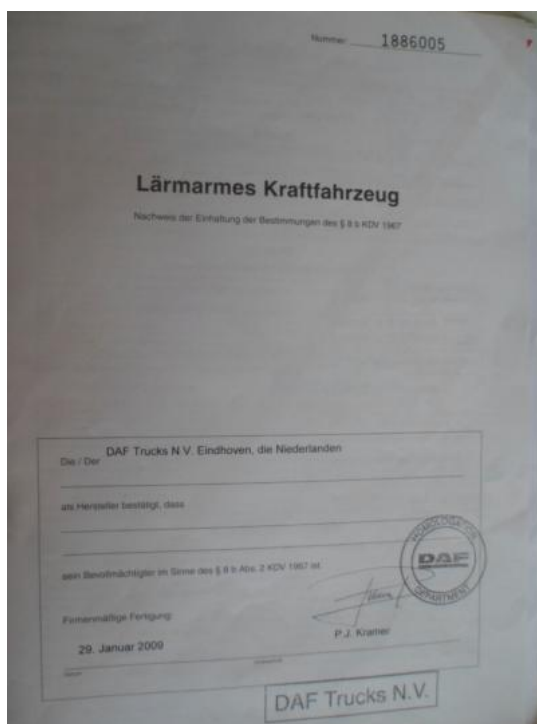 Nummer: 1886005
Lärmarmes Kraftfahrzeug
Nachweis der Einhaltung der Bestimmungen des § 8 b KDV 1967
Die / Der DAF Trucks N.V. Eindhoven, die Niederlanden
als Hersteller bestätigt, dass
sein Bevollmächtigter im Sinne des § 8 b Abs. 2 KDV 1967 ist.
HOMOLOGATION
DAF
DEPARTMENT
Firmenmäßige Fertigung:
P.J. Kramer
29. Januar 2009
DAF Trucks N.V.